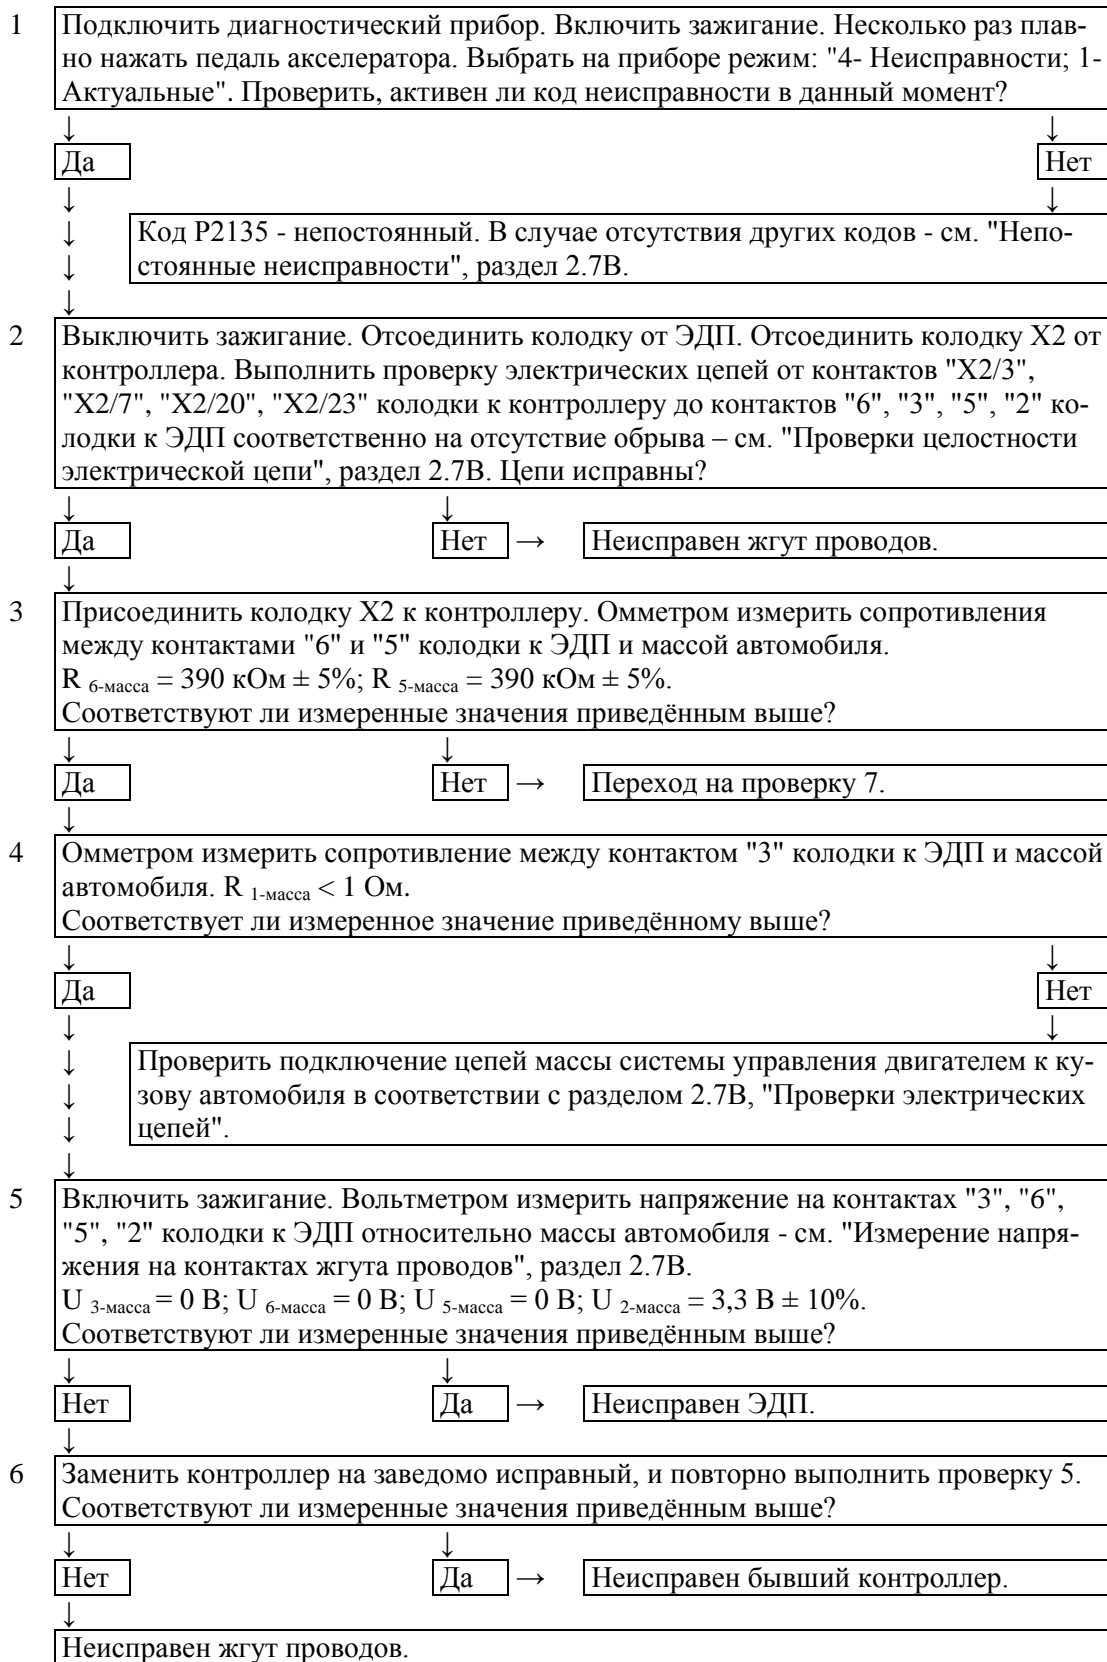 1 Подключить диагностический прибор. Включить зажигание. Несколько раз плав-
но нажать педаль акселератора. Выбрать на приборе режим: "4- Неисправности; 1-
Актуальные". Проверить, активен ли код неисправности в данный момент?
↓ ↓
Да Нет
↓ ↓
↓ Код Р2135 - непостоянный. В случае отсутствия других кодов - см. "Непо-
↓ стоянные неисправности", раздел 2.7В.
↓
2 Выключить зажигание. Отсоединить колодку от ЭДП. Отсоединить колодку Х2 от
контроллера. Выполнить проверку электрических цепей от контактов "Х2/3",
"Х2/7", "Х2/20", "Х2/23" колодки к контроллеру до контактов "6", "3", "5", "2" ко-
лодки к ЭДП соответственно на отсутствие обрыва – см. "Проверки целостности
электрической цепи", раздел 2.7В. Цепи исправны?
↓ ↓
Да Нет → Неисправен жгут проводов.
↓
3 Присоединить колодку Х2 к контроллеру. Омметром измерить сопротивления
между контактами "6" и "5" колодки к ЭДП и массой автомобиля.
R 6-масса = 390 кОм ± 5%; R 5-масса = 390 кОм ± 5%.
Соответствуют ли измеренные значения приведённым выше?
↓ ↓
Да Нет → Переход на проверку 7.
↓
4 Омметром измерить сопротивление между контактом "3" колодки к ЭДП и массой
автомобиля. R 1-масса < 1 Ом.
Соответствует ли измеренное значение приведённому выше?
↓ ↓
Да Нет
↓ ↓
↓ Проверить подключение цепей массы системы управления двигателем к ку-
↓ зову автомобиля в соответствии с разделом 2.7В, "Проверки электрических
↓ цепей".
↓
5 Включить зажигание. Вольтметром измерить напряжение на контактах "3", "6",
"5", "2" колодки к ЭДП относительно массы автомобиля - см. "Измерение напря-
жения на контактах жгута проводов", раздел 2.7В.
U 3-масса = 0 В; U 6-масса = 0 В; U 5-масса = 0 В; U 2-масса = 3,3 В ± 10%.
Соответствуют ли измеренные значения приведённым выше?
↓ ↓
Нет Да → Неисправен ЭДП.
↓
6 Заменить контроллер на заведомо исправный, и повторно выполнить проверку 5.
Соответствуют ли измеренные значения приведённым выше?
↓ ↓
Нет Да → Неисправен бывший контроллер.
↓
Неисправен жгут проводов.